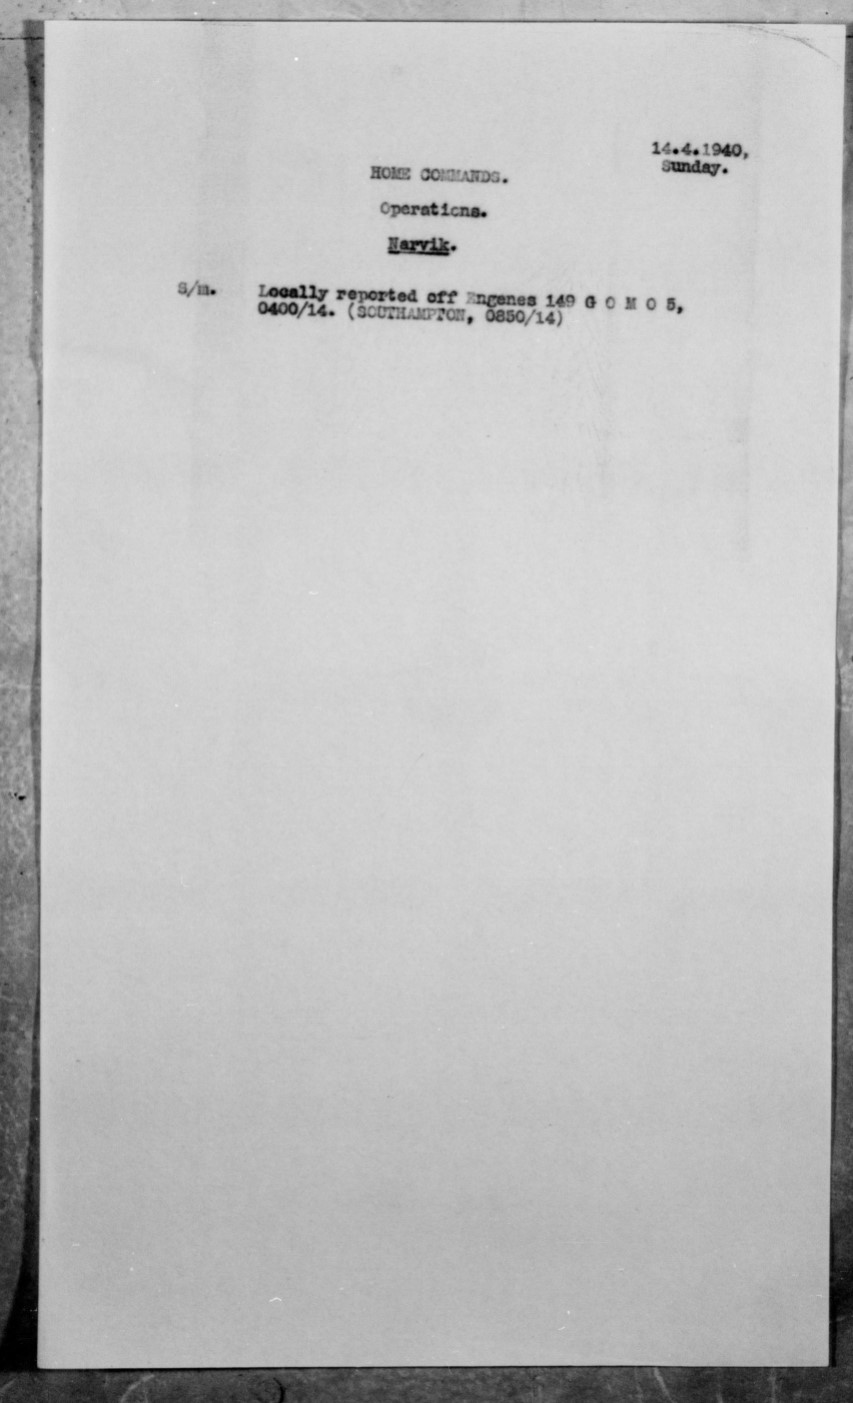 14.4.1940,
Sunday.
HOME COMMANDS.
Operations.
Narvik.
S/m. Locally reported off Engenes 149 G O M O 5,
0400/14. (SOUTHAMPTON, 0850/14)